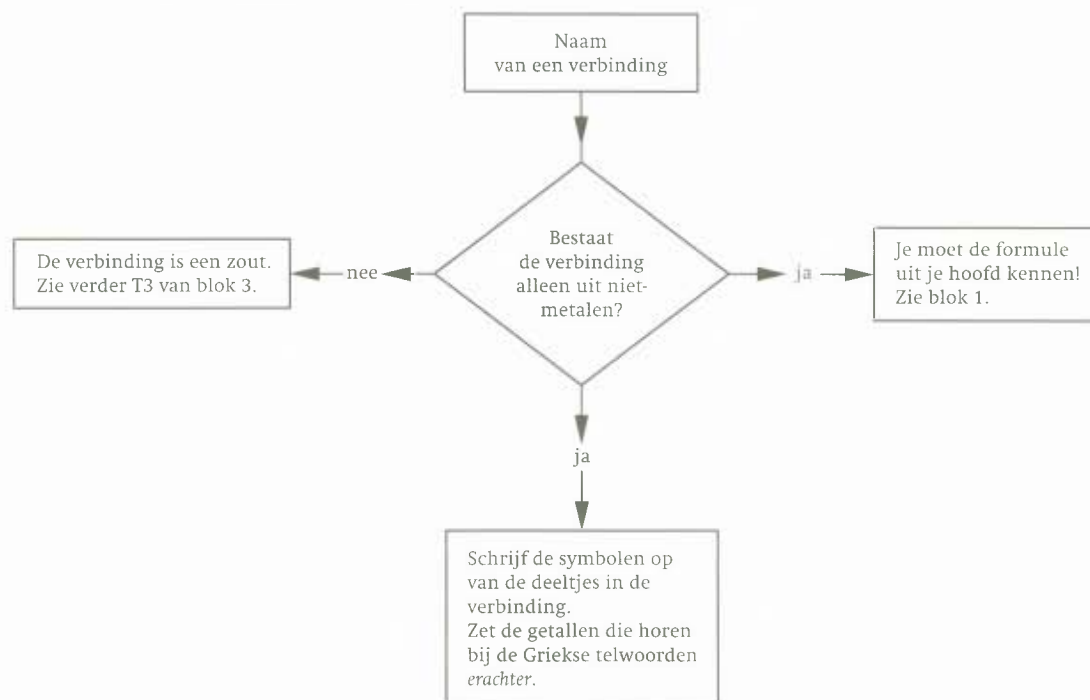 Naam
van een verbinding
Bestaat
de verbinding
alleen uit niet-
metalen?
De verbinding is een zout.
Zie verder T3 van blok 3.
nee
ja
Je moet de formule
uit je hoofd kennen!
Zie blok 1.
ja
Schrijf de symbolen op
van de deeltjes in de
verbinding.
Zet de getallen die horen
bij de Griekse telwoorden
erachter.